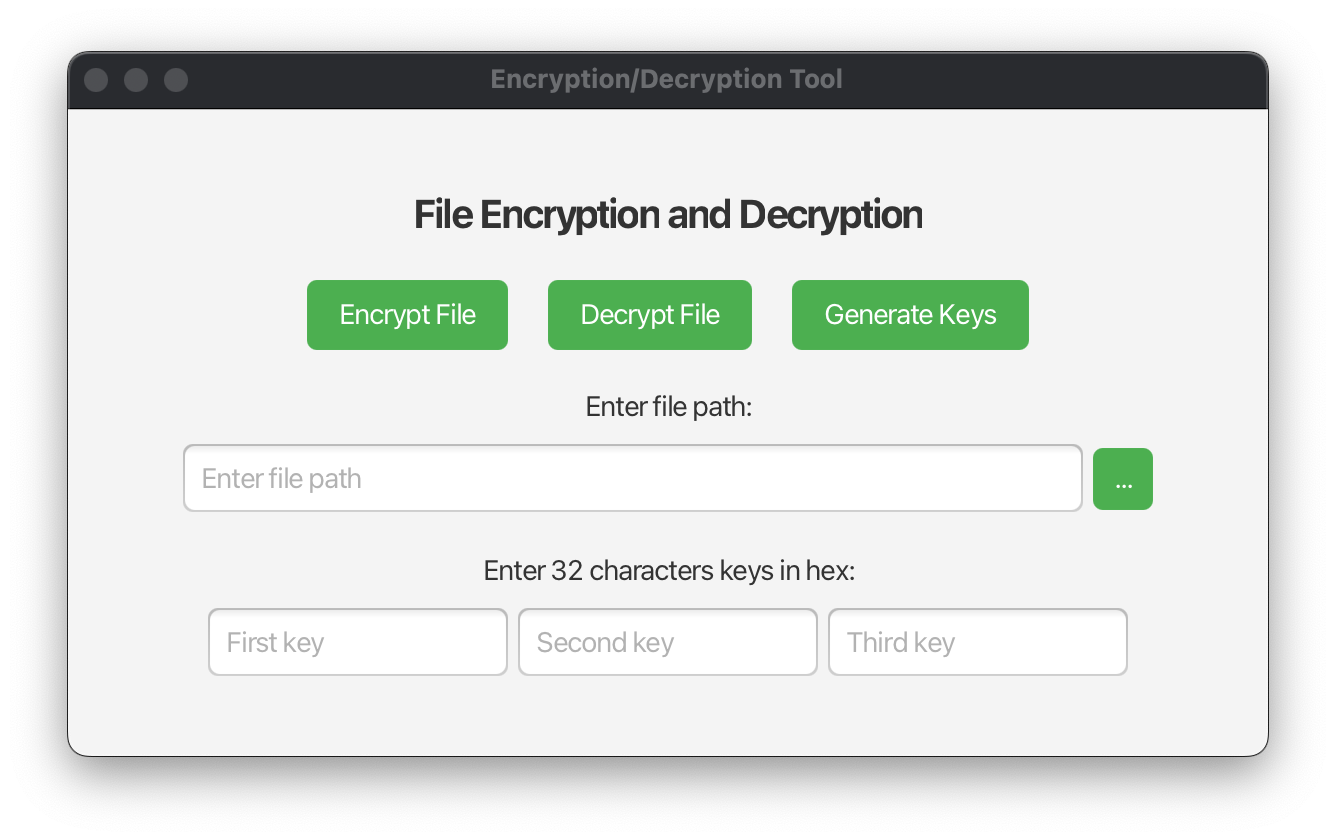 Encryption/Decryption Tool
File Encryption and Decryption
Encrypt File Decrypt File Generate Keys
Enter file path:
Enter file path ...
Enter 32 characters keys in hex:
First key Second key Third key